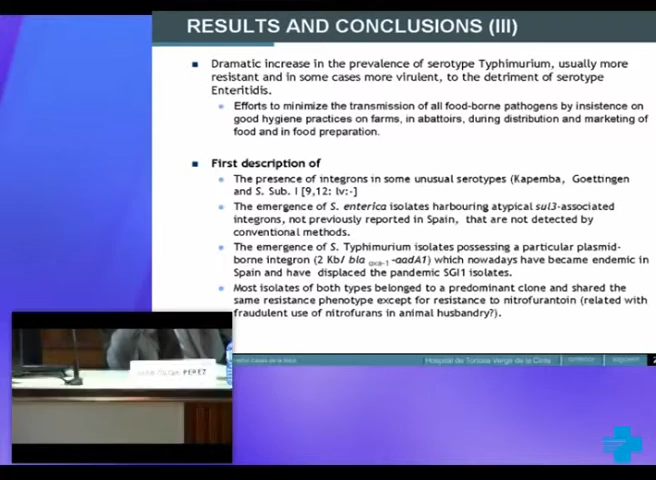 RESULTS AND CONCLUSIONS (III)
Dramatic increase in the prevalence of serotype Typhimurium, usually more
resistant and in some cases more virulent, to the detriment of serotype
Enteritidis.
Efforts to minimize the transmission of all food-borne pathogens by insistence on
good hygiene practices on farms, in abattoirs, during distribution and marketing of
food and in food preparation.
First description of
The presence of integrons in some unusual serotypes (Kapemba, Goettingen
and S. Sub. I [9,12: lv:-]
The emergence of S. enterica isolates harbouring atypical sul3-associated
integrons, not previously reported in Spain, that are not detected by
conventional methods.
The emergence of S. Typhimurium isolates possessing a particular plasmid-
borne integron (2 Kb/ bla oxa-1 -aadA1) which nowadays have became endemic in
Spain and have displaced the pandemic SGI1 isolates.
Most isolates of both types belonged to a predominant clone and shared the
same resistance phenotype except for resistance to nitrofurantoin (related with
fraudulent use of nitrofurans in animal husbandry?).
Hospital de Tortosa Verge de la Cinta
PEREZ